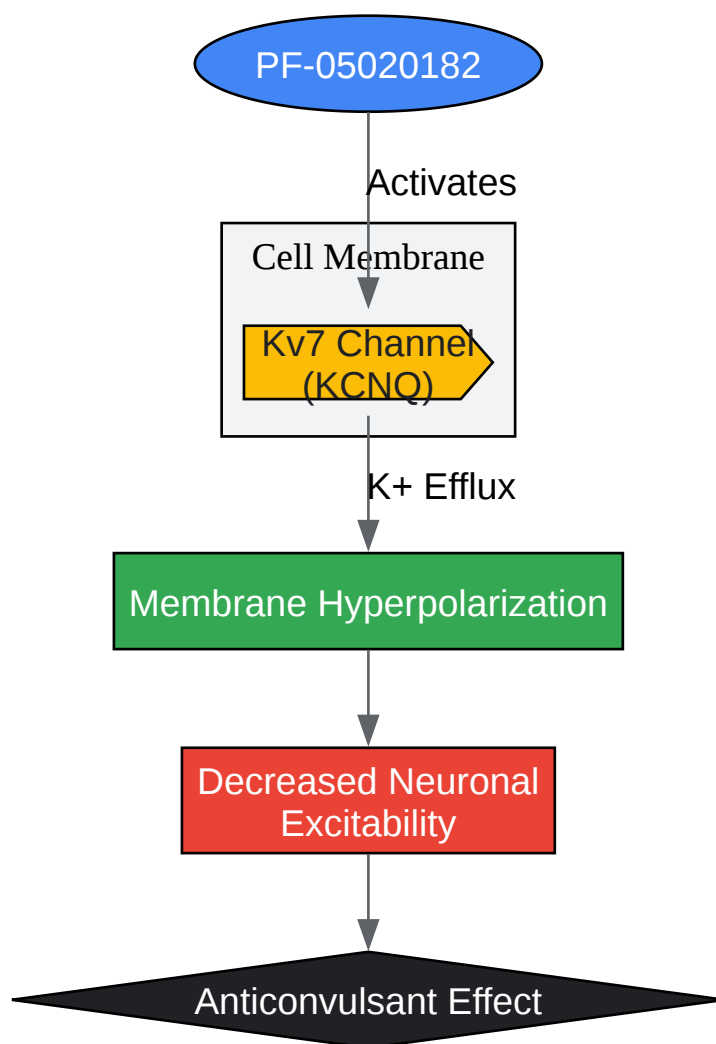 PF-05020182
Activates
Cell Membrane
Kv7 Channel
(KCNQ)
K+ Efflux
Membrane Hyperpolarization
Decreased Neuronal
Excitability
Anticonvulsant Effect